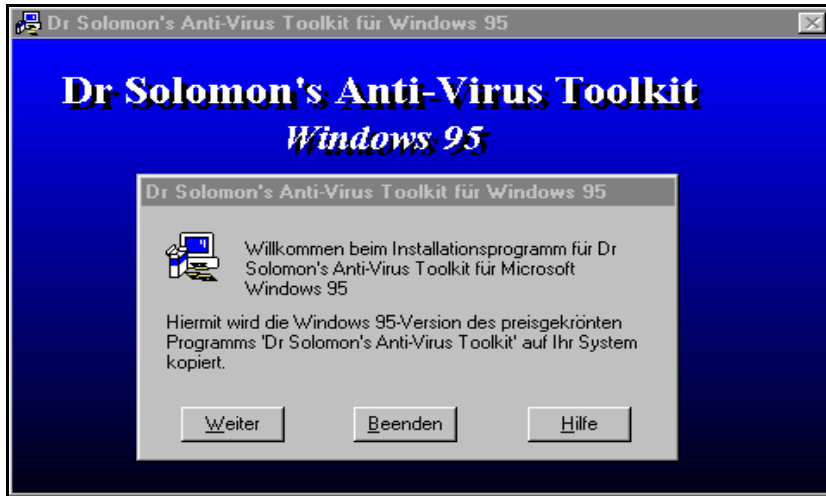 Dr Solomon's Anti-Virus Toolkit für Windows 95
Dr Solomon's Anti-Virus Toolkit
Windows 95
Dr Solomon's Anti-Virus Toolkit für Windows 95
Willkommen beim Installationsprogramm für Dr
Solomon's Anti-Virus Toolkit für Microsoft
Windows 95
Hiermit wird die Windows 95-Version des preisgekrönten
Programms 'Dr Solomon's Anti-Virus Toolkit' auf Ihr System
kopiert.
Weiter Beenden Hilfe